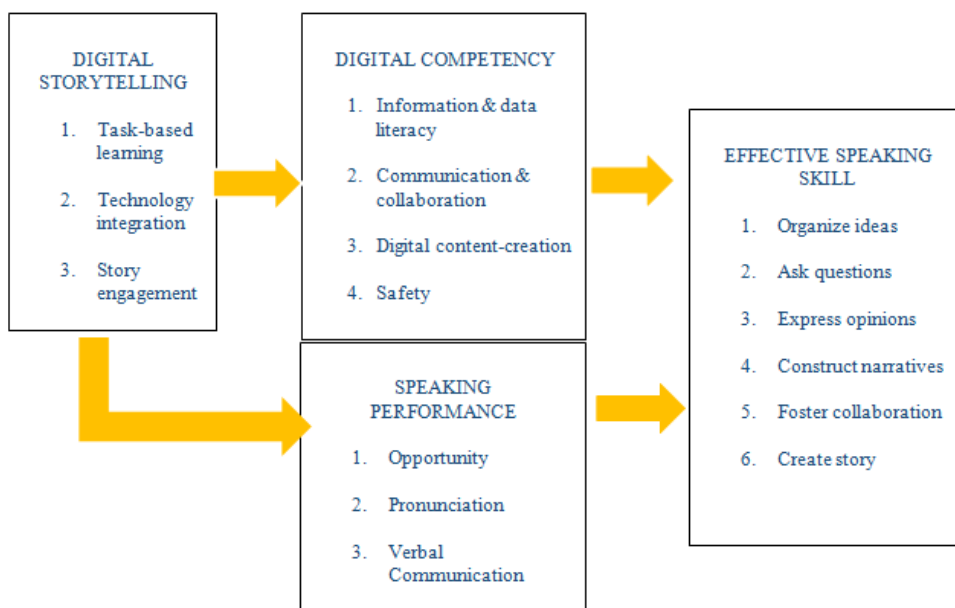 DIGITAL
STORYTELLING
1. Task-based
learning
2. Technology
integration
3. Story
engagement
DIGITAL COMPETENCY
1. Information & data
literacy
2. Communication &
collaboration
3. Digital content-creation
4. Safety
SPEAKING
PERFORMANCE
1. Opportunity
2. Pronunciation
3. Verbal
Communication
EFFECTIVE SPEAKING
SKILL
1. Organize ideas
2. Ask questions
3. Express opinions
4. Construct narratives
5. Foster collaboration
6. Create story